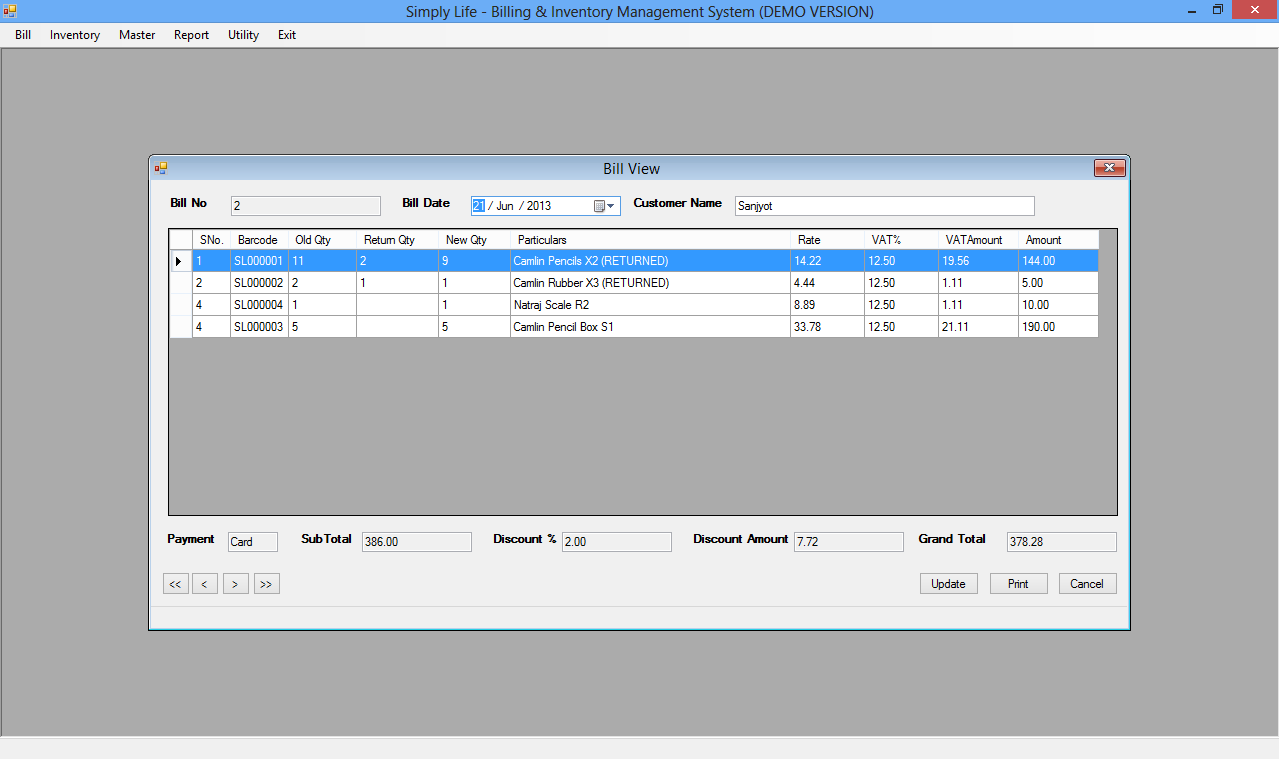 Simply Life - Billing & Inventory Management System (DEMO VERSION)
Bill Inventory Master Report Utility Exit
Bill View
Bill No 2 Bill Date 21 / Jun / 2013 Customer Name Sanjyot
SNo. Barcode Old Qty Return Qty New Qty Particulars Rate VAT% VATAmount Amount
1 SL000001 11 2 9 Camlin Pencils X2 (RETURNED) 14.22 12.50 19.56 144.00
2 SL000002 2 1 1 Camlin Rubber X3 (RETURNED) 4.44 12.50 1.11 5.00
4 SL000004 1 1 Natraj Scale R2 8.89 12.50 1.11 10.00
4 SL000003 5 5 Camlin Pencil Box S1 33.78 12.50 21.11 190.00
Payment Card SubTotal 386.00 Discount % 2.00 Discount Amount 7.72 Grand Total 378.28
<< < > >> Update Print Cancel